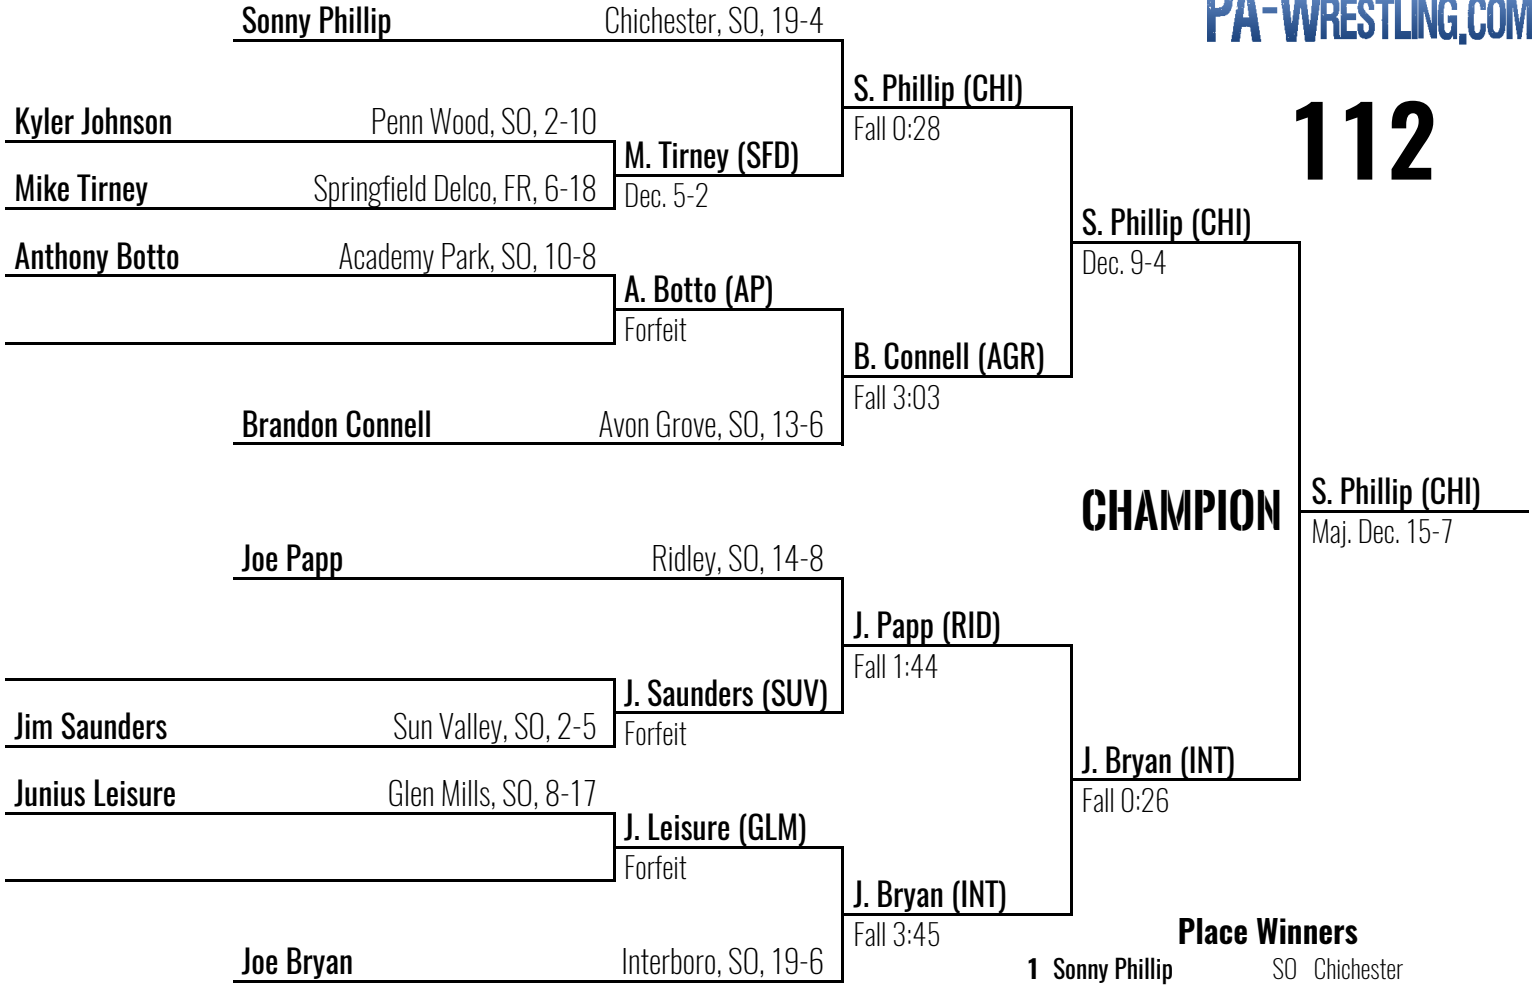 PA-WRESTLING.COM
112
Sonny Phillip Chichester, SO, 19-4
S. Phillip (CHI)
Fall 0:28
Kyler Johnson Penn Wood, SO, 2-10
M. Tirney (SFD)
Dec. 5-2
Mike Tirney Springfield Delco, FR, 6-18
S. Phillip (CHI)
Dec. 9-4
Anthony Botto Academy Park, SO, 10-8
A. Botto (AP)
Forfeit
B. Connell (AGR)
Fall 3:03
Brandon Connell Avon Grove, SO, 13-6
CHAMPION
S. Phillip (CHI)
Maj. Dec. 15-7
Joe Papp Ridley, SO, 14-8
J. Papp (RID)
Fall 1:44
J. Saunders (SUV)
Forfeit
Jim Saunders Sun Valley, SO, 2-5
J. Bryan (INT)
Fall 0:26
Junius Leisure Glen Mills, SO, 8-17
J. Leisure (GLM)
Forfeit
J. Bryan (INT)
Fall 3:45
Joe Bryan Interboro, SO, 19-6
Place Winners
1 Sonny Phillip SO Chichester